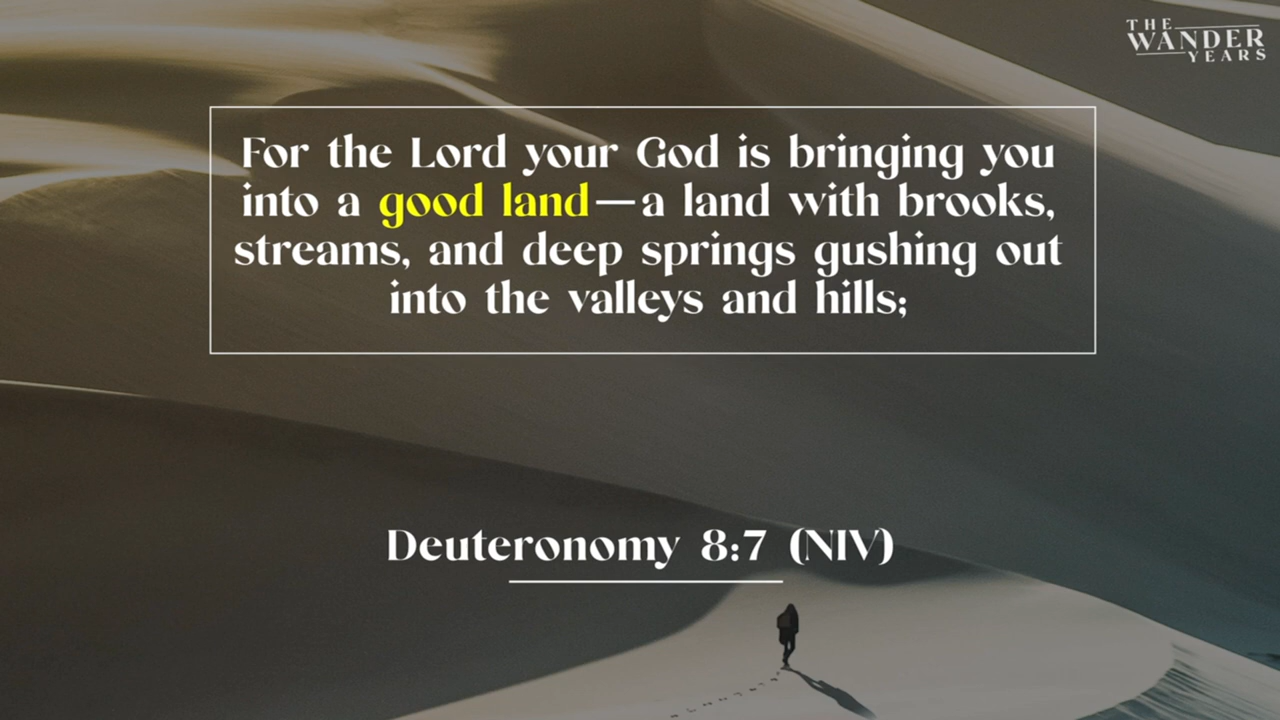 THE
WANDER
YEARS
For the Lord your God is bringing you
into a good land—a land with brooks,
streams, and deep springs gushing out
into the valleys and hills;
Deuteronomy 8:7 (NIV)